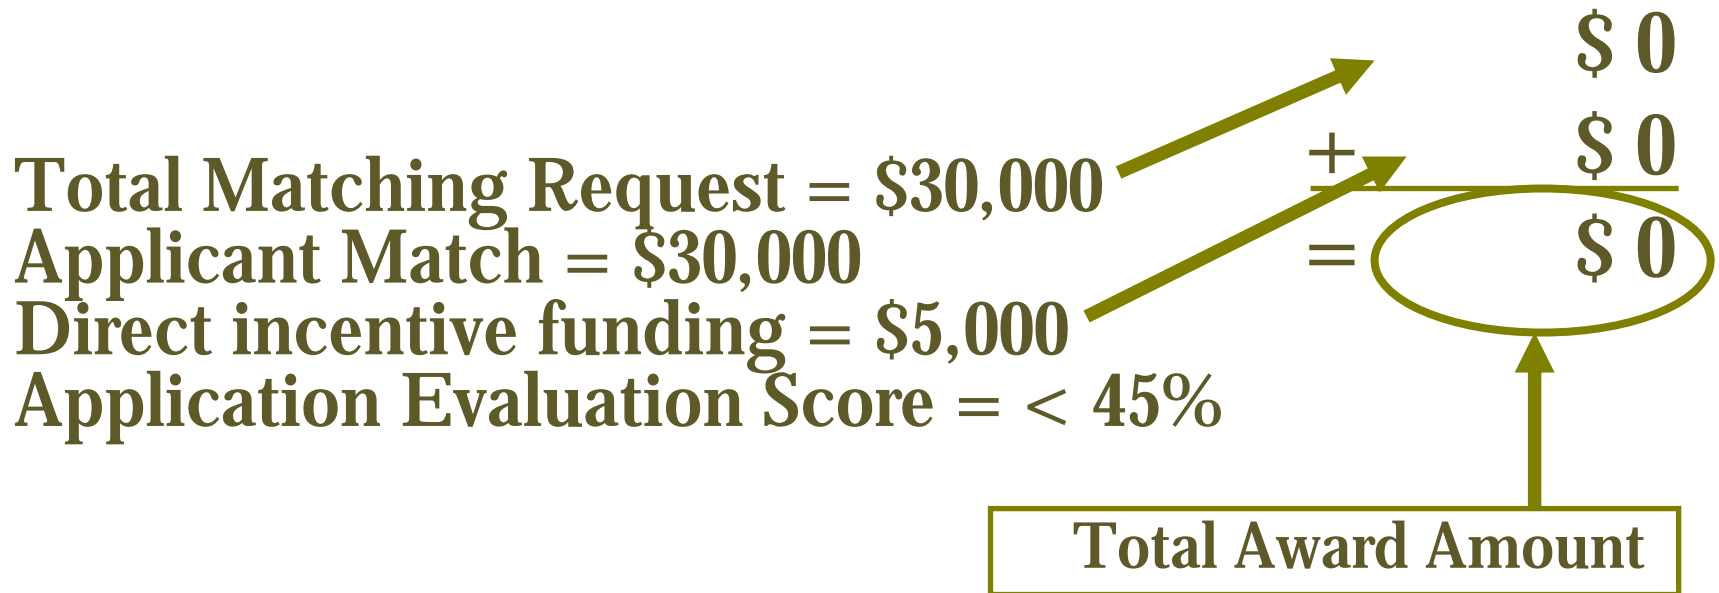 Total Matching Request = $30,000
Applicant Match = $30,000
Direct incentive funding = $5,000
Application Evaluation Score = < 45%
$ 0
+ $ 0
= $ 0
Total Award Amount